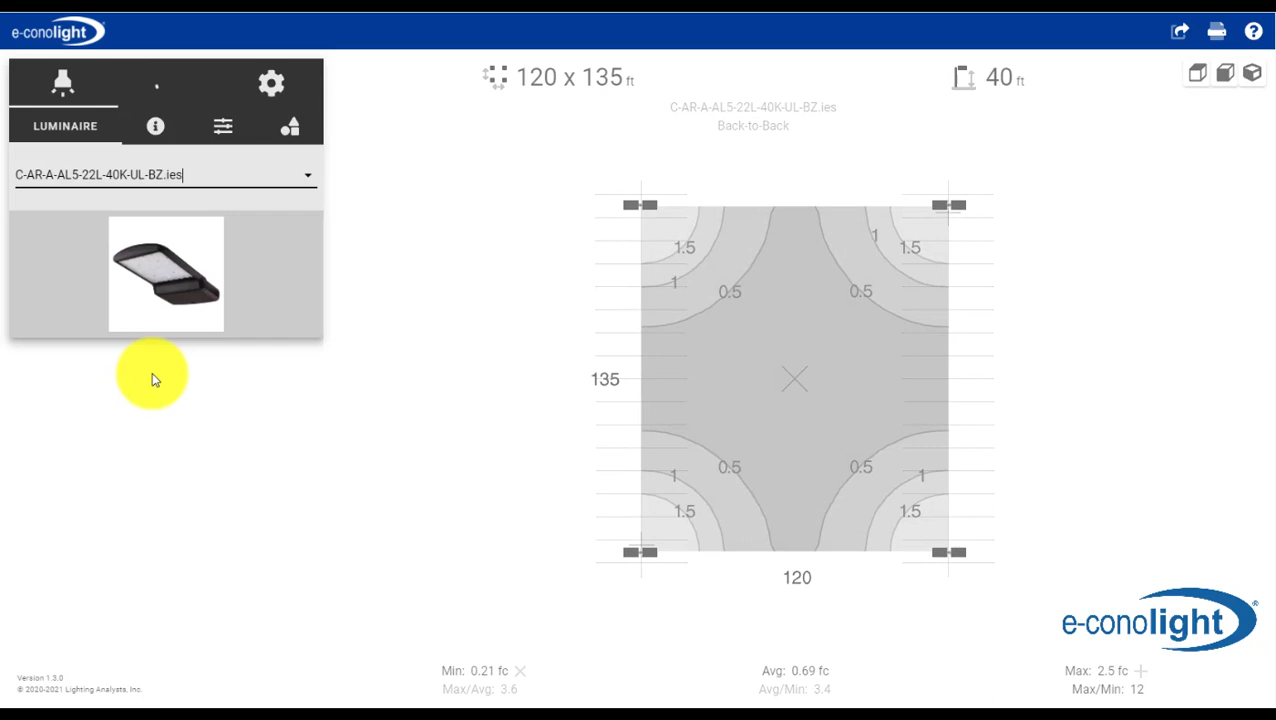 e-conolight
120 x 135 ft
40 ft
C-AR-A-AL5-22L-40K-UL-BZ.ies
Back-to-Back
LUMINAIRE
C-AR-A-AL5-22L-40K-UL-BZ.ies
1.5
1
1.5
1
0.5
0.5
135
0.5
0.5
1
1
1.5
1.5
120
e-conolight®
Min: 0.21 fc
Avg: 0.69 fc
Max: 2.5 fc
Max/Avg: 3.6
Avg/Min: 3.4
Max/Min: 12
Version 1.3.0
© 2020-2021 Lighting Analysts, Inc.